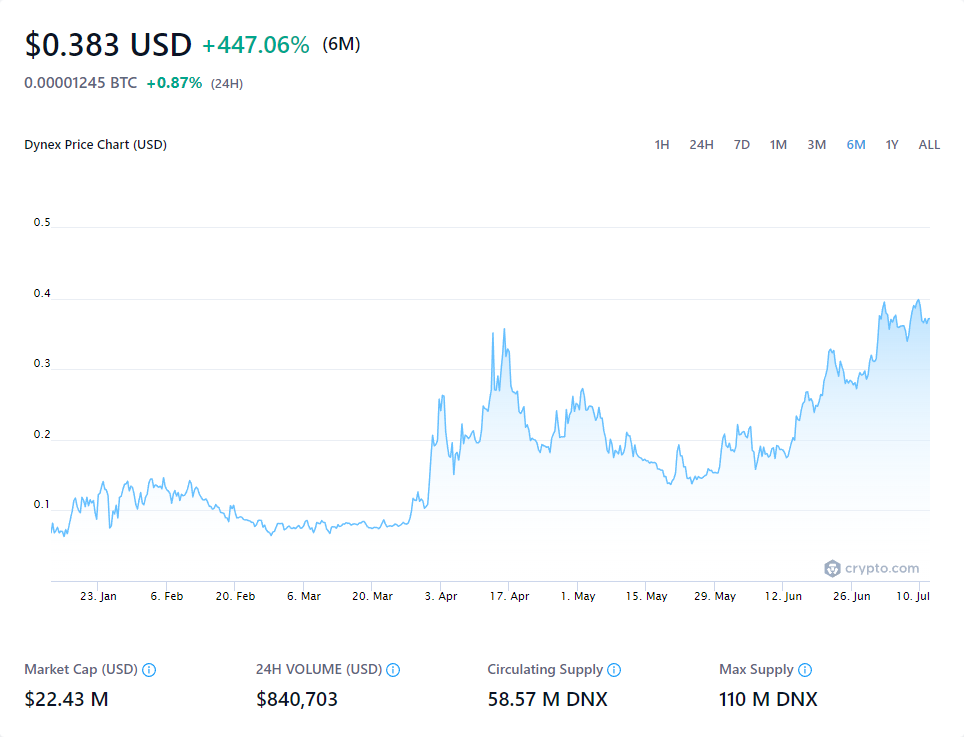 $0.383 USD +447.06% (6M)
0.00001245 BTC +0.87% (24H)
Dynex Price Chart (USD) 1H 24H 7D 1M 3M 6M 1Y ALL
0.5
0.4
0.3
0.2
0.1
crypto.com
23. Jan 6. Feb 20. Feb 6. Mar 20. Mar 3. Apr 17. Apr 1. May 15. May 29. May 12. Jun 26. Jun 10. Jul
Market Cap (USD) 24H VOLUME (USD) Circulating Supply Max Supply
$22.43 M $840,703 58.57 M DNX 110 M DNX